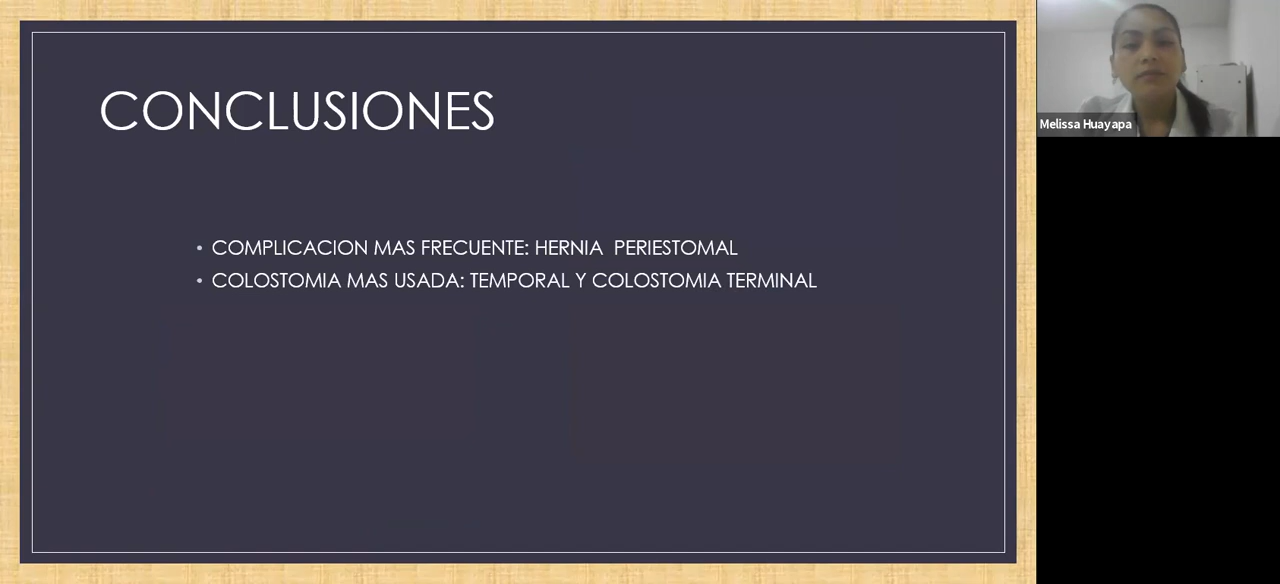 CONCLUSIONES
• COMPLICACION MAS FRECUENTE: HERNIA  PERIESTOMAL
• COLOSTOMIA MAS USADA: TEMPORAL Y COLOSTOMIA TERMINAL
Melissa Huayapa